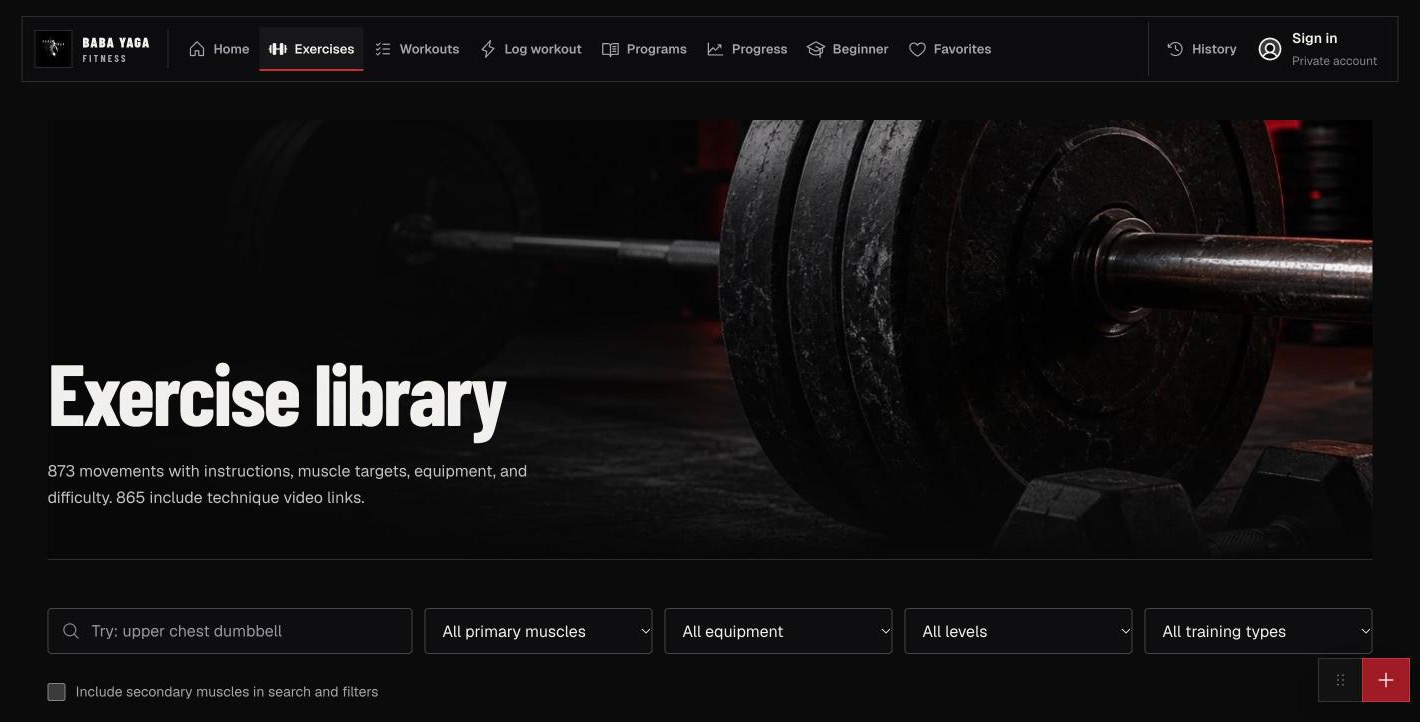 BABA YAGA
FITNESS
Home
Exercises
Workouts
Log workout
Programs
Progress
Beginner
Favorites
History
Sign in
Private account
Exercise library
873 movements with instructions, muscle targets, equipment, and
difficulty. 865 include technique video links.
Try: upper chest dumbbell
All primary muscles
All equipment
All levels
All training types
Include secondary muscles in search and filters